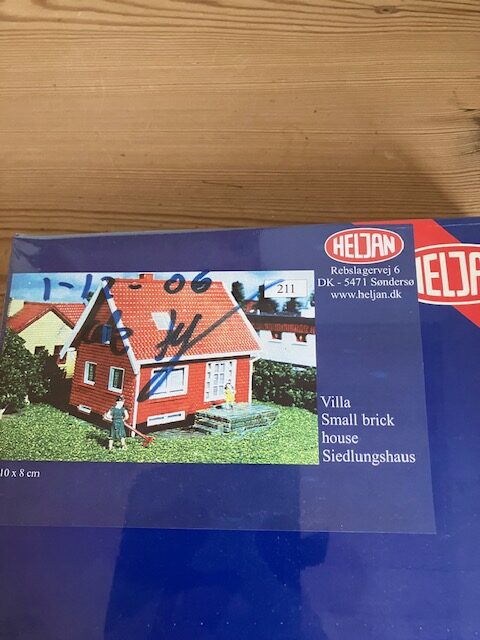 HELJAN
HELJA
Rebslagervej 6
DK - 5471 Søndersø
www.heljan.dk
1-12-06
211
Villa
Small brick
house
Siedlungshaus
10 x 8 cm